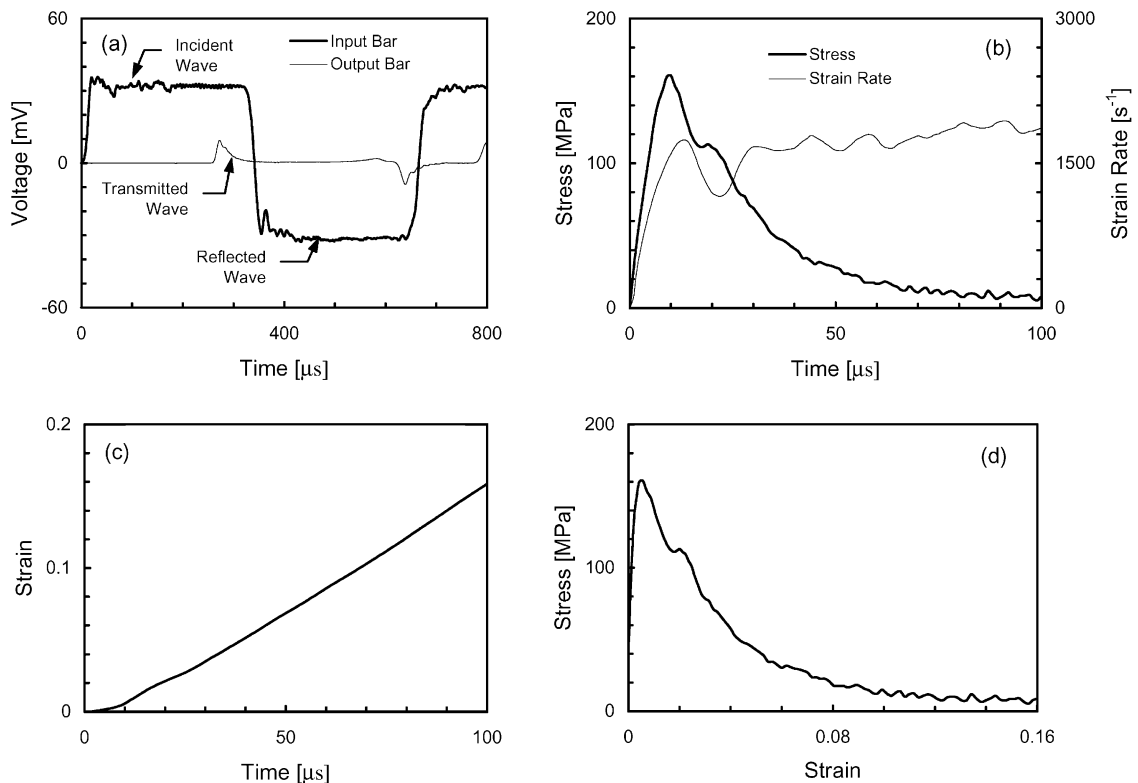 (a)
60
0
-60
Voltage [mV]
Incident
Wave
Input Bar
Output Bar
Transmitted
Wave
Reflected
Wave
0
400
800
Time [μs]
(b)
200
100
0
Stress [MPa]
Stress
Strain Rate
3000
1500
0
Strain Rate [s⁻¹]
0
50
100
Time [μs]
(c)
0.2
0.1
0
Strain
0
50
100
Time [μs]
(d)
200
100
0
Stress [MPa]
0
0.08
0.16
Strain